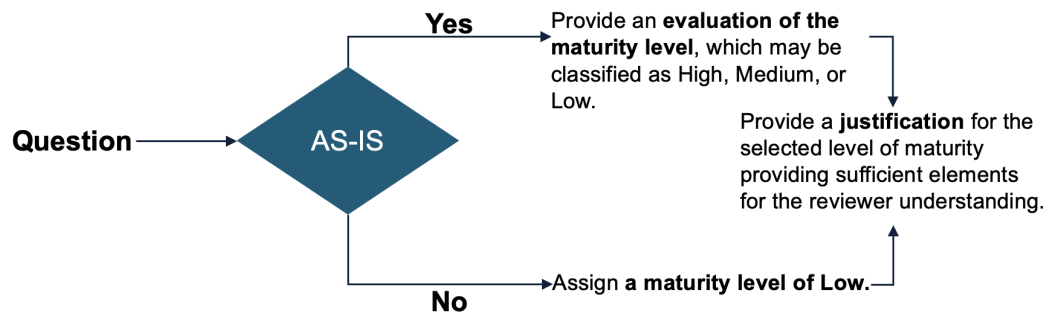 Question
AS-IS
Yes
Provide an evaluation of the
maturity level, which may be
classified as High, Medium, or
Low.
Provide a justification for the
selected level of maturity
providing sufficient elements
for the reviewer understanding.
No
Assign a maturity level of Low.